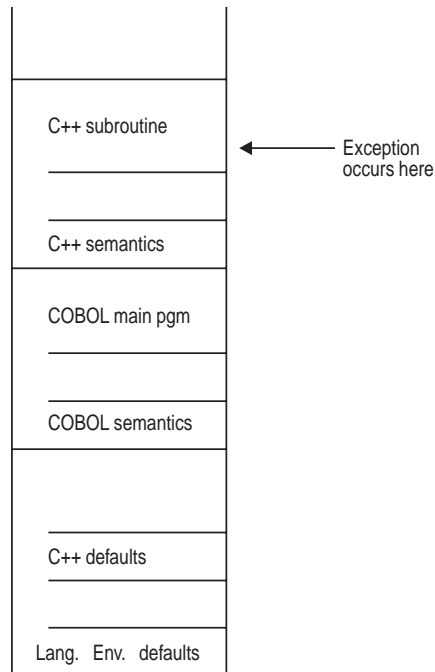 C++ subroutine
Exception
occurs here
C++ semantics
COBOL main pgm
COBOL semantics
C++ defaults
Lang. Env. defaults